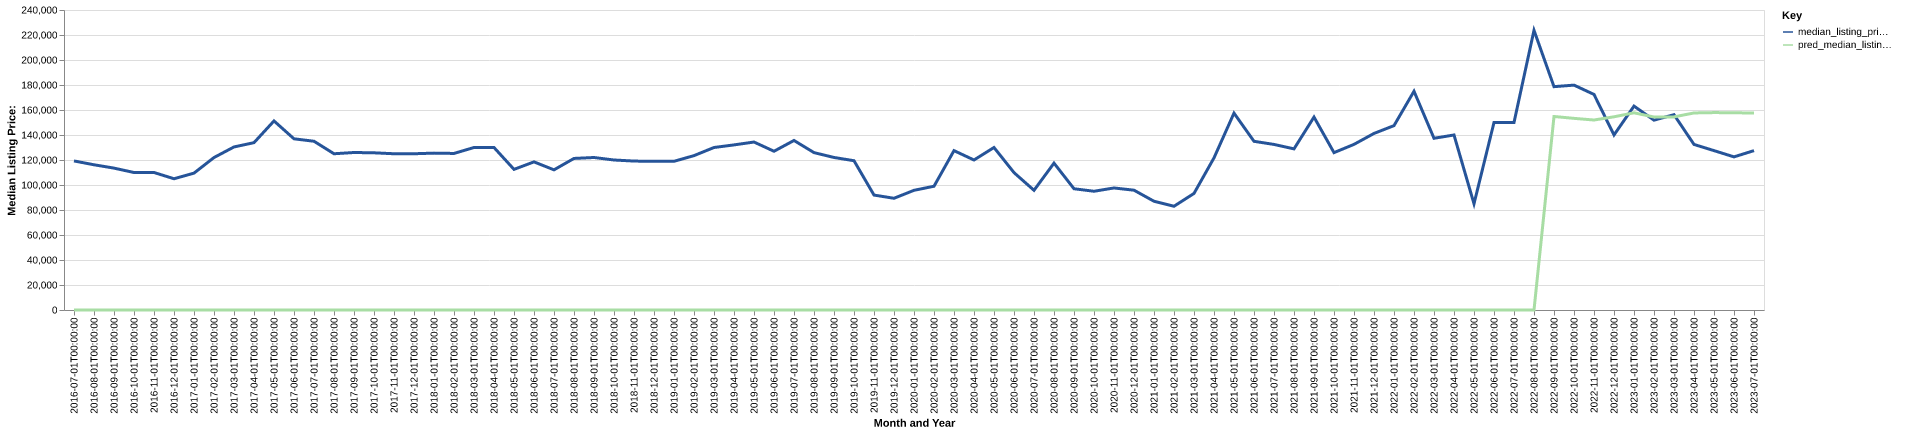 240,000
220,000
200,000
180,000
160,000
140,000
120,000
100,000
80,000
60,000
40,000
20,000
0
Median Listing Price:
2016-07-01T00:00:00
2016-08-01T00:00:00
2016-09-01T00:00:00
2016-10-01T00:00:00
2016-11-01T00:00:00
2016-12-01T00:00:00
2017-01-01T00:00:00
2017-02-01T00:00:00
2017-03-01T00:00:00
2017-04-01T00:00:00
2017-05-01T00:00:00
2017-06-01T00:00:00
2017-07-01T00:00:00
2017-08-01T00:00:00
2017-09-01T00:00:00
2017-10-01T00:00:00
2017-11-01T00:00:00
2017-12-01T00:00:00
2018-01-01T00:00:00
2018-02-01T00:00:00
2018-03-01T00:00:00
2018-04-01T00:00:00
2018-05-01T00:00:00
2018-06-01T00:00:00
2018-07-01T00:00:00
2018-08-01T00:00:00
2018-09-01T00:00:00
2018-10-01T00:00:00
2018-11-01T00:00:00
2018-12-01T00:00:00
2019-01-01T00:00:00
2019-02-01T00:00:00
2019-03-01T00:00:00
2019-04-01T00:00:00
2019-05-01T00:00:00
2019-06-01T00:00:00
2019-07-01T00:00:00
2019-08-01T00:00:00
2019-09-01T00:00:00
2019-10-01T00:00:00
2019-11-01T00:00:00
2019-12-01T00:00:00
2020-01-01T00:00:00
2020-02-01T00:00:00
2020-03-01T00:00:00
2020-04-01T00:00:00
2020-05-01T00:00:00
2020-06-01T00:00:00
2020-07-01T00:00:00
2020-08-01T00:00:00
2020-09-01T00:00:00
2020-10-01T00:00:00
2020-11-01T00:00:00
2020-12-01T00:00:00
2021-01-01T00:00:00
2021-02-01T00:00:00
2021-03-01T00:00:00
2021-04-01T00:00:00
2021-05-01T00:00:00
2021-06-01T00:00:00
2021-07-01T00:00:00
2021-08-01T00:00:00
2021-09-01T00:00:00
2021-10-01T00:00:00
2021-11-01T00:00:00
2021-12-01T00:00:00
2022-01-01T00:00:00
2022-02-01T00:00:00
2022-03-01T00:00:00
2022-04-01T00:00:00
2022-05-01T00:00:00
2022-06-01T00:00:00
2022-07-01T00:00:00
2022-08-01T00:00:00
2022-09-01T00:00:00
2022-10-01T00:00:00
2022-11-01T00:00:00
2022-12-01T00:00:00
2023-01-01T00:00:00
2023-02-01T00:00:00
2023-03-01T00:00:00
2023-04-01T00:00:00
2023-05-01T00:00:00
2023-06-01T00:00:00
2023-07-01T00:00:00
Month and Year
Key
median_listing_pri…
pred_median_listin…